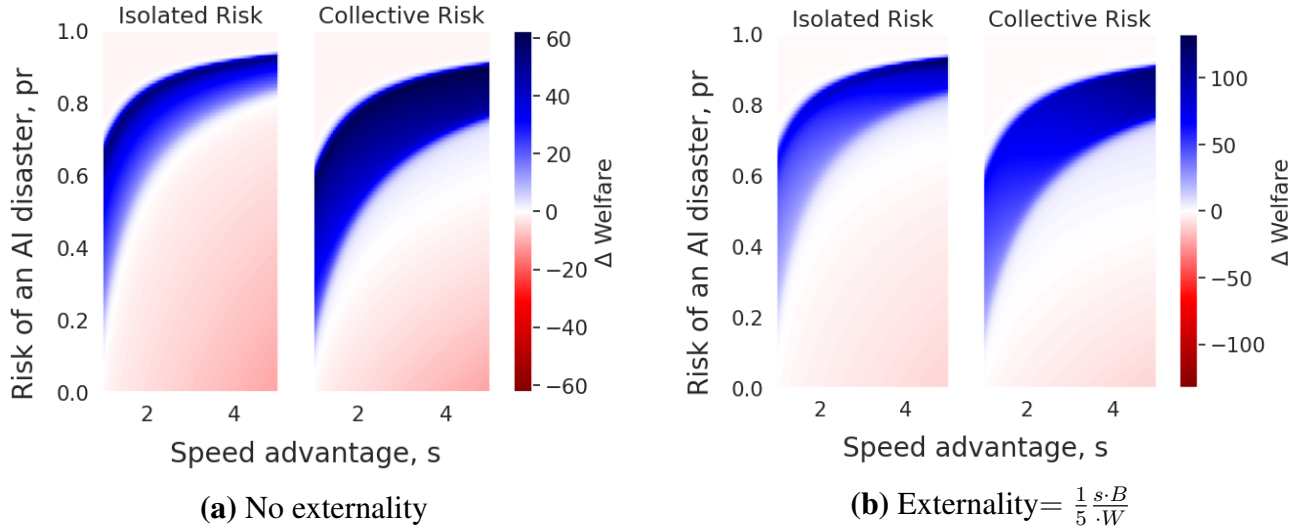 Isolated Risk
Collective Risk
1.0
0.8
0.6
0.4
0.2
0.0
Risk of an AI disaster, pr
2
4
2
4
Speed advantage, s
60
40
20
0
−20
−40
−60
Δ Welfare
(a) No externality
Isolated Risk
Collective Risk
1.0
0.8
0.6
0.4
0.2
0.0
Risk of an AI disaster, pr
2
4
2
4
Speed advantage, s
100
50
0
−50
−100
Δ Welfare
(b) Externality= 1/5 s·B/·W